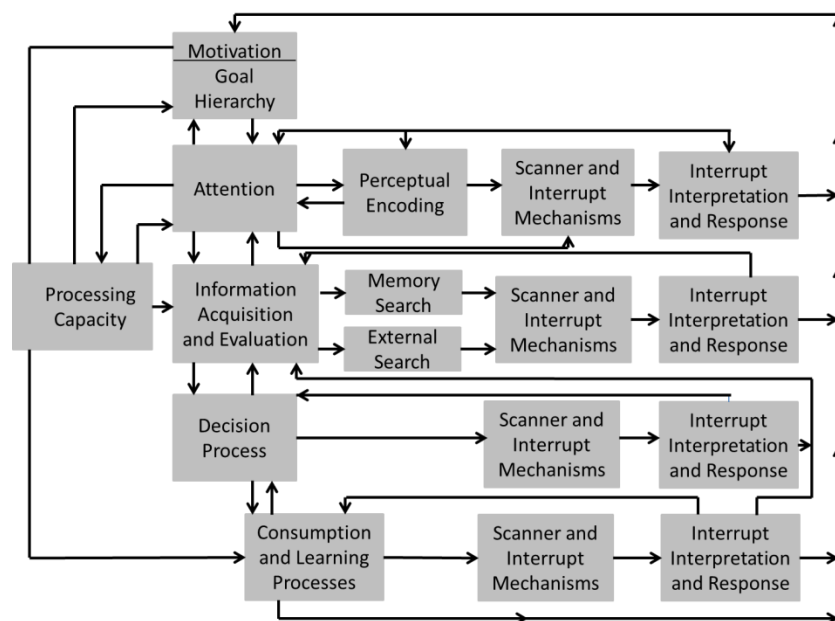 Motivation
Goal
Hierarchy
Attention
Perceptual
Encoding
Scanner and
Interrupt
Mechanisms
Interrupt
Interpretation
and Response
Processing
Capacity
Information
Acquisition
and Evaluation
Memory
Search
External
Search
Scanner and
Interrupt
Mechanisms
Interrupt
Interpretation
and Response
Decision
Process
Scanner and
Interrupt
Mechanisms
Interrupt
Interpretation
and Response
Consumption
and Learning
Processes
Scanner and
Interrupt
Mechanisms
Interrupt
Interpretation
and Response